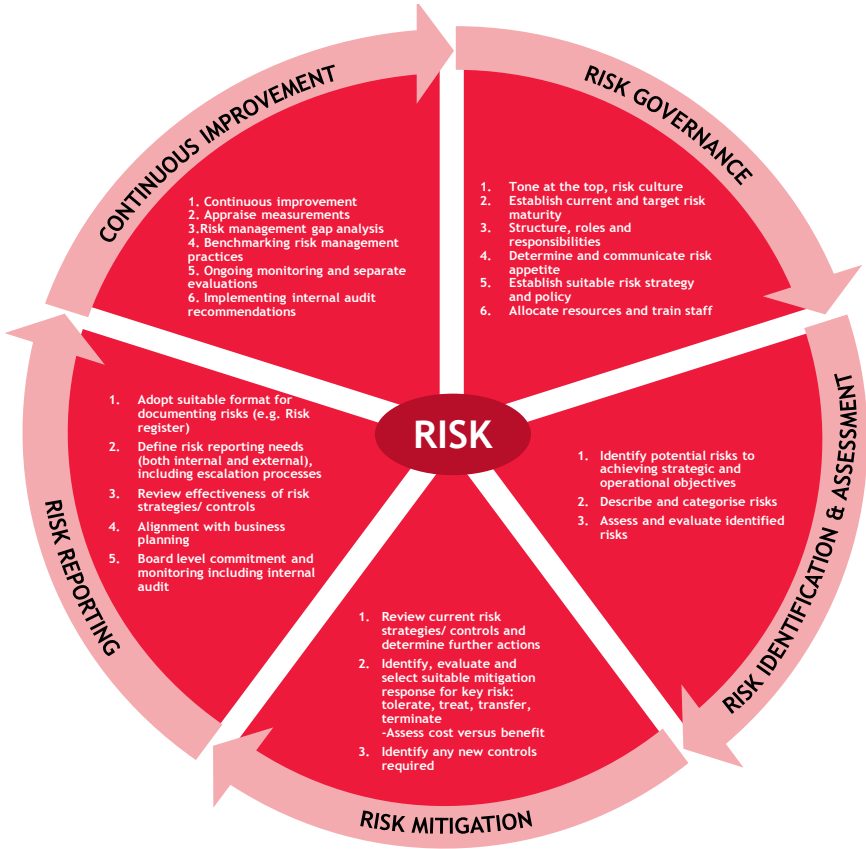 CONTINUOUS IMPROVEMENT
1. Continuous improvement
2. Appraise measurements
3.Risk management gap analysis
4. Benchmarking risk management
practices
5. Ongoing monitoring and separate
evaluations
6. Implementing internal audit
recommendations
RISK GOVERNANCE
1. Tone at the top, risk culture
2. Establish current and target risk
maturity
3. Structure, roles and
responsibilities
4. Determine and communicate risk
appetite
5. Establish suitable risk strategy
and policy
6. Allocate resources and train staff
RISK
RISK IDENTIFICATION & ASSESSMENT
1. Identify potential risks to
achieving strategic and
operational objectives
2. Describe and categorise risks
3. Assess and evaluate identified
risks
RISK MITIGATION
1. Review current risk
strategies/ controls and
determine further actions
2. Identify, evaluate and
select suitable mitigation
response for key risk:
tolerate, treat, transfer,
terminate
-Assess cost versus benefit
3. Identify any new controls
required
RISK REPORTING
1. Adopt suitable format for
documenting risks (e.g. Risk
register)
2. Define risk reporting needs
(both internal and external),
including escalation processes
3. Review effectiveness of risk
strategies/ controls
4. Alignment with business
planning
5. Board level commitment and
monitoring including internal
audit